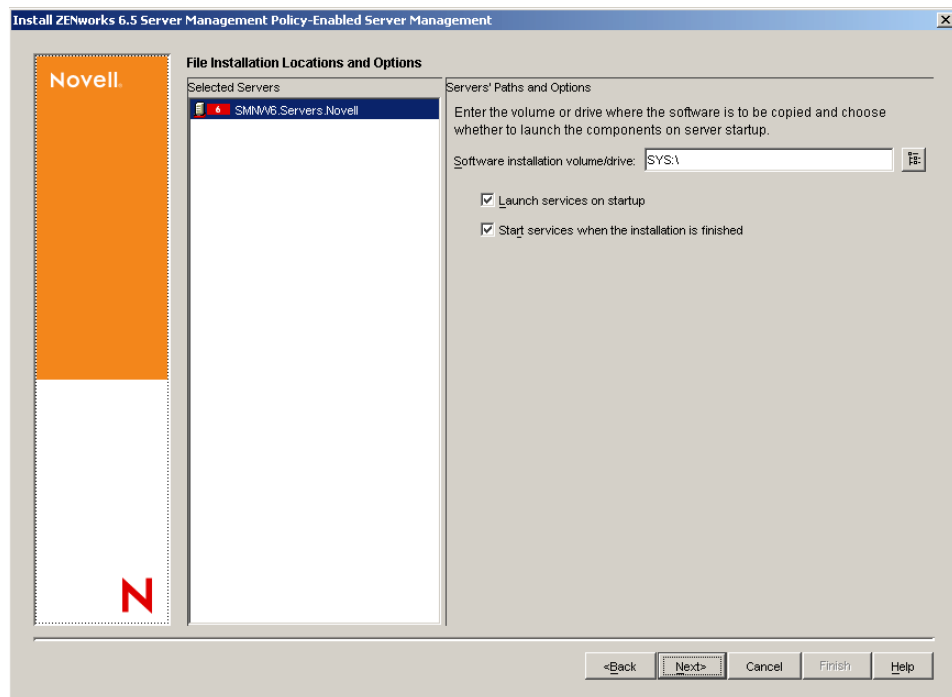 Install ZENworks 6.5 Server Management Policy-Enabled Server Management
Novell.
File Installation Locations and Options
Selected Servers
6 SMNW6.Servers.Novell
Servers' Paths and Options
Enter the volume or drive where the software is to be copied and choose
whether to launch the components on server startup.
Software installation volume/drive: SYS:\
Launch services on startup
Start services when the installation is finished
N
<Back Next> Cancel Finish Help